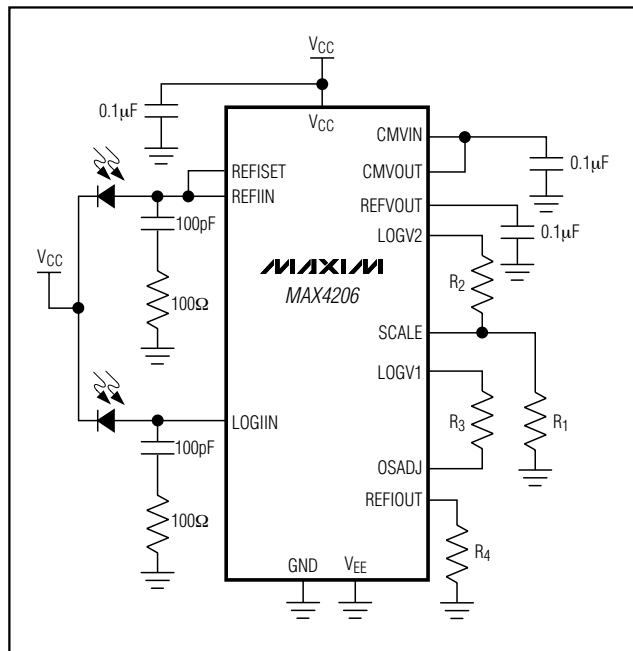 VCC
0.1µF
VCC
CMVIN
CMVOUT
0.1µF
REFISET
REFIIN
REFVOUT
100pF
LOGV2
0.1µF
VCC
MAXIM
MAX4206
R2
100Ω
SCALE
LOGV1
LOGIIN
R3
R1
100pF
OSADJ
100Ω
REFIOUT
R4
GND
VEE